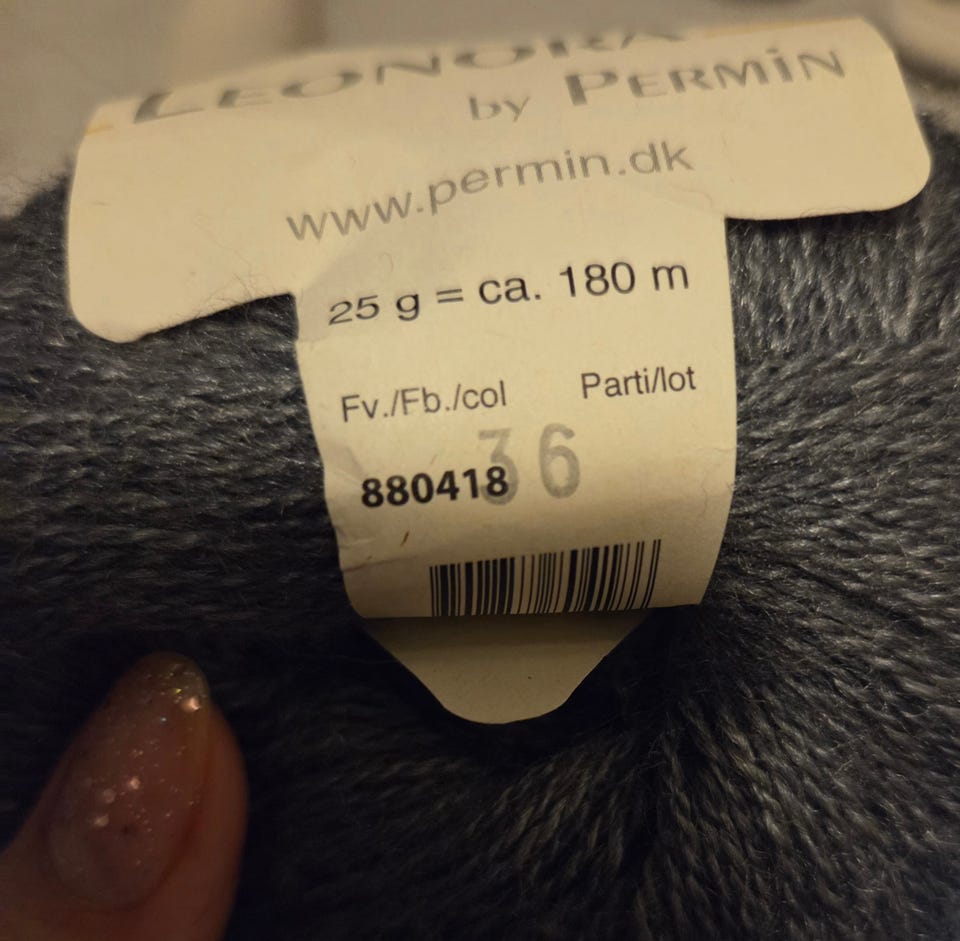 LEONORA
by PERMIN
www.permin.dk
25 g = ca. 180 m
Fv./Fb./col Parti/lot
880418 36